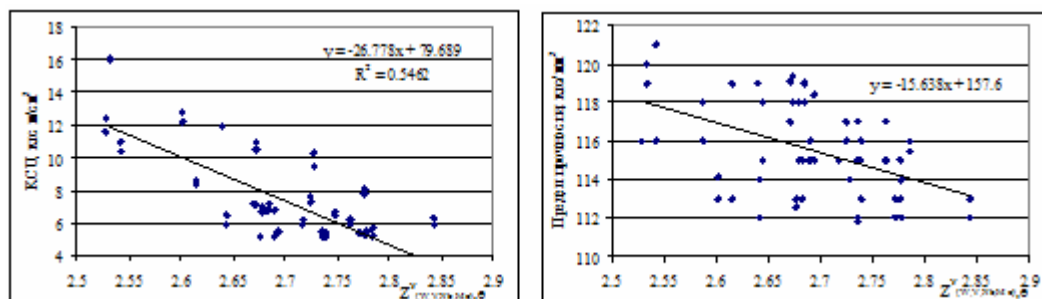 КСЦ, кгс м/см²
18
16
14
12
10
8
6
4
y = -26.778x + 79.689
R² = 0.5462
2.5 2.55 2.6 2.65 2.7 2.75 2.8 2.85 2.9
Предел прочности, кгс/мм²
122
120
118
116
114
112
110
y = -15.638x + 157.6
2.5 2.55 2.6 2.65 2.7 2.75 2.8 2.85 2.9